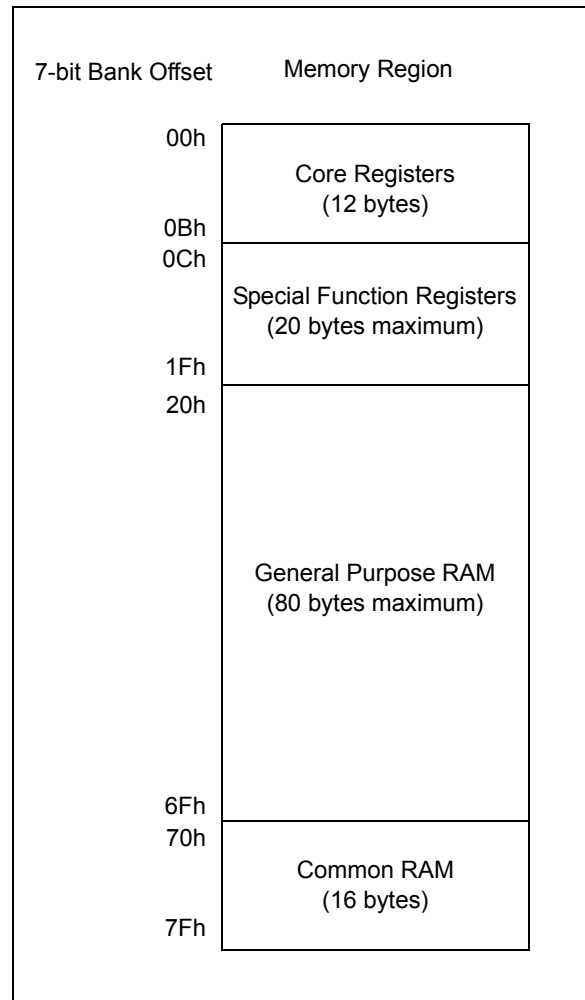 7-bit Bank Offset Memory Region
00h
Core Registers
(12 bytes)
0Bh
0Ch
Special Function Registers
(20 bytes maximum)
1Fh
20h
General Purpose RAM
(80 bytes maximum)
6Fh
70h
Common RAM
(16 bytes)
7Fh